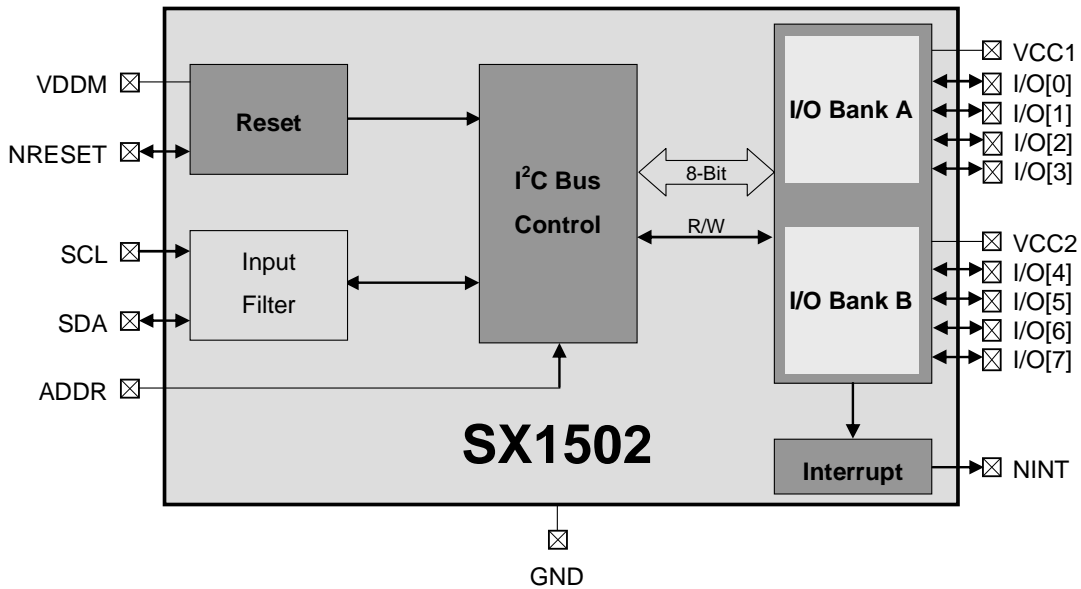 VDDM
NRESET
SCL
SDA
ADDR
Reset
Input
Filter
I²C Bus
Control
8-Bit
R/W
I/O Bank A
I/O Bank B
VCC1
I/O[0]
I/O[1]
I/O[2]
I/O[3]
VCC2
I/O[4]
I/O[5]
I/O[6]
I/O[7]
SX1502
Interrupt
NINT
GND